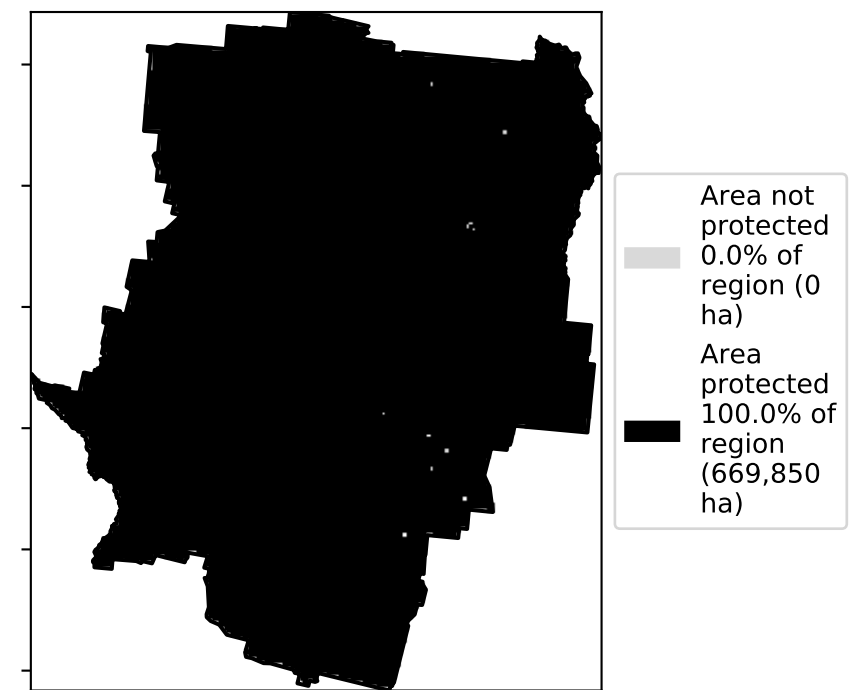 Area not
protected
0.0% of
region (0
ha)
Area
protected
100.0% of
region
(669,850
ha)